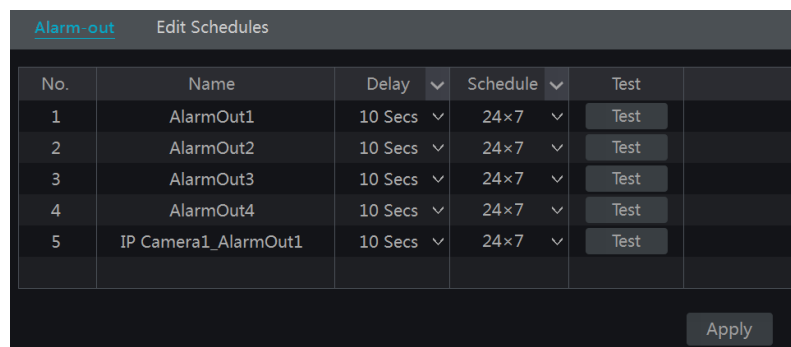 Alarm-out Edit Schedules
No. Name Delay Schedule Test
1 AlarmOut1 10 Secs 24×7 Test
2 AlarmOut2 10 Secs 24×7 Test
3 AlarmOut3 10 Secs 24×7 Test
4 AlarmOut4 10 Secs 24×7 Test
5 IP Camera1_AlarmOut1 10 Secs 24×7 Test
Apply